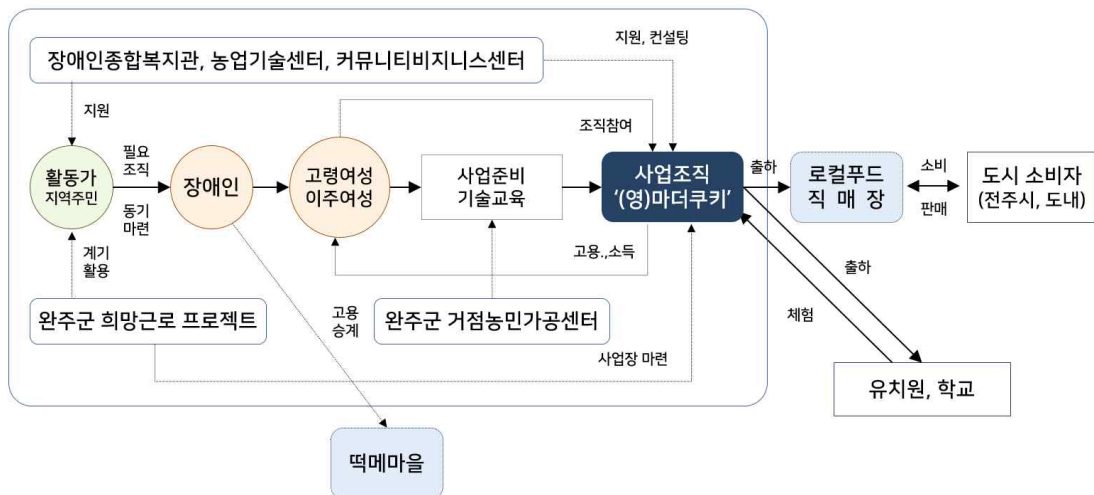 장애인종합복지관, 농업기술센터, 커뮤니티비지니스센터
지원, 컨설팅
지원
조직참여
활동가
지역주민
필요
조직
동기
마련
장애인
고령여성
이주여성
사업준비
기술교육
사업조직
'(영)마더쿠키'
출하
로컬푸드
직 매 장
소비
판매
도시 소비자
(전주시, 도내)
계기
활용
고용.,소득
출하
체험
완주군 희망근로 프로젝트
고용
승계
완주군 거점농민가공센터
사업장 마련
유치원, 학교
떡메마을